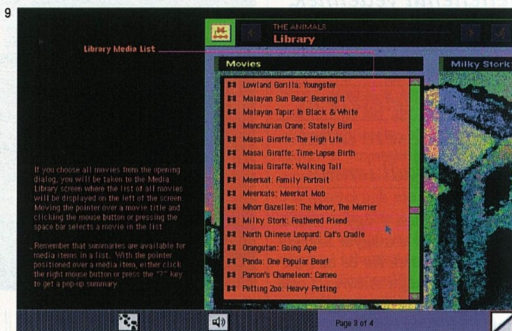 9
THE ANIMALS
Library
Library Media List
Movies
Milky Stork:
Lowland Gorilla: Youngster
Malayan Sun Bear: Bearing It
Malayan Tapir: In Black & White
Manchurian Crane: Stately Bird
Masai Giraffe: The High Life
Masai Giraffe: Time-Lapse Birth
Masai Giraffe: Walking Tall
Meerkat: Family Portrait
Meerkats: Meerkat Mob
Mhorr Gazelles: The Mhorr, The Merrier
Milky Stork: Feathered Friend
North Chinese Leopard: Cat's Cradle
Orangutan: Going Ape
Panda: One Popular Bear!
Parson's Chameleon: Cameo
Petting Zoo: Heavy Petting
If you choose all movies from the opening
dialog, you will be taken to the Media
Library screen where the list of all movies
will be displayed on the left of the screen.
Moving the pointer over a movie title and
clicking the mouse button or pressing the
space bar selects a movie in the list.
Remember that summaries are available for
media items in a list. With the pointer
positioned over a media item, either click
the right mouse button or press the "?" key
to get a pop-up summary.
Page 3 of 4